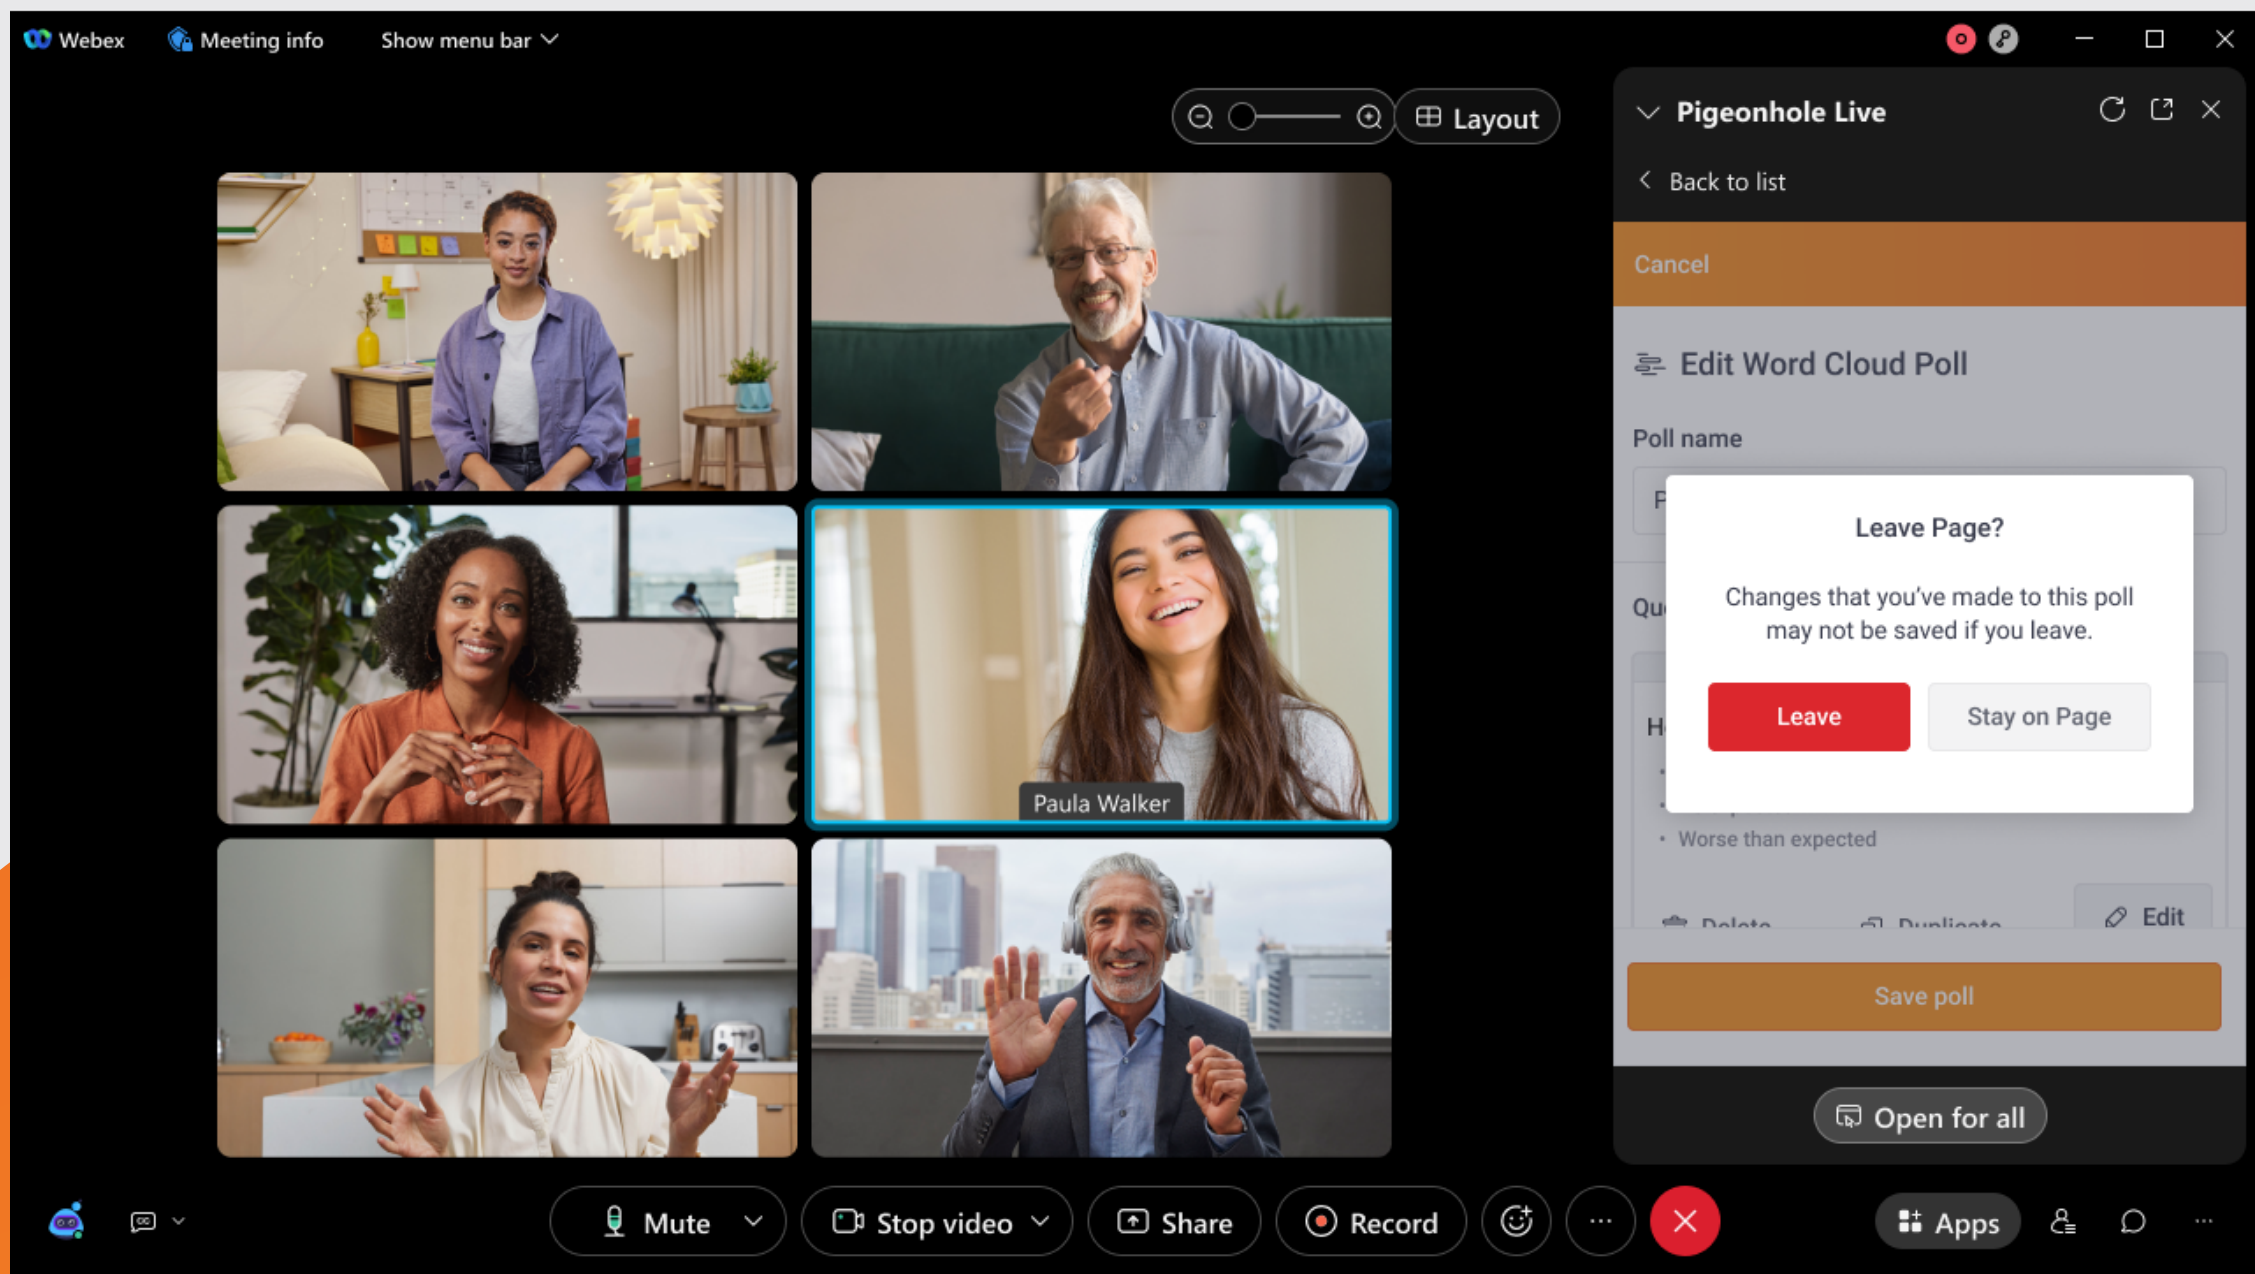 Webex
Meeting info
Show menu bar
Layout
Pigeonhole Live
Back to list
Cancel
Edit Word Cloud Poll
Poll name
Leave Page?
Changes that you've made to this poll
may not be saved if you leave.
Leave
Stay on Page
Paula Walker
Worse than expected
Delete
Duplicate
Edit
Save poll
Open for all
CC
Mute
Stop video
Share
Record
Apps